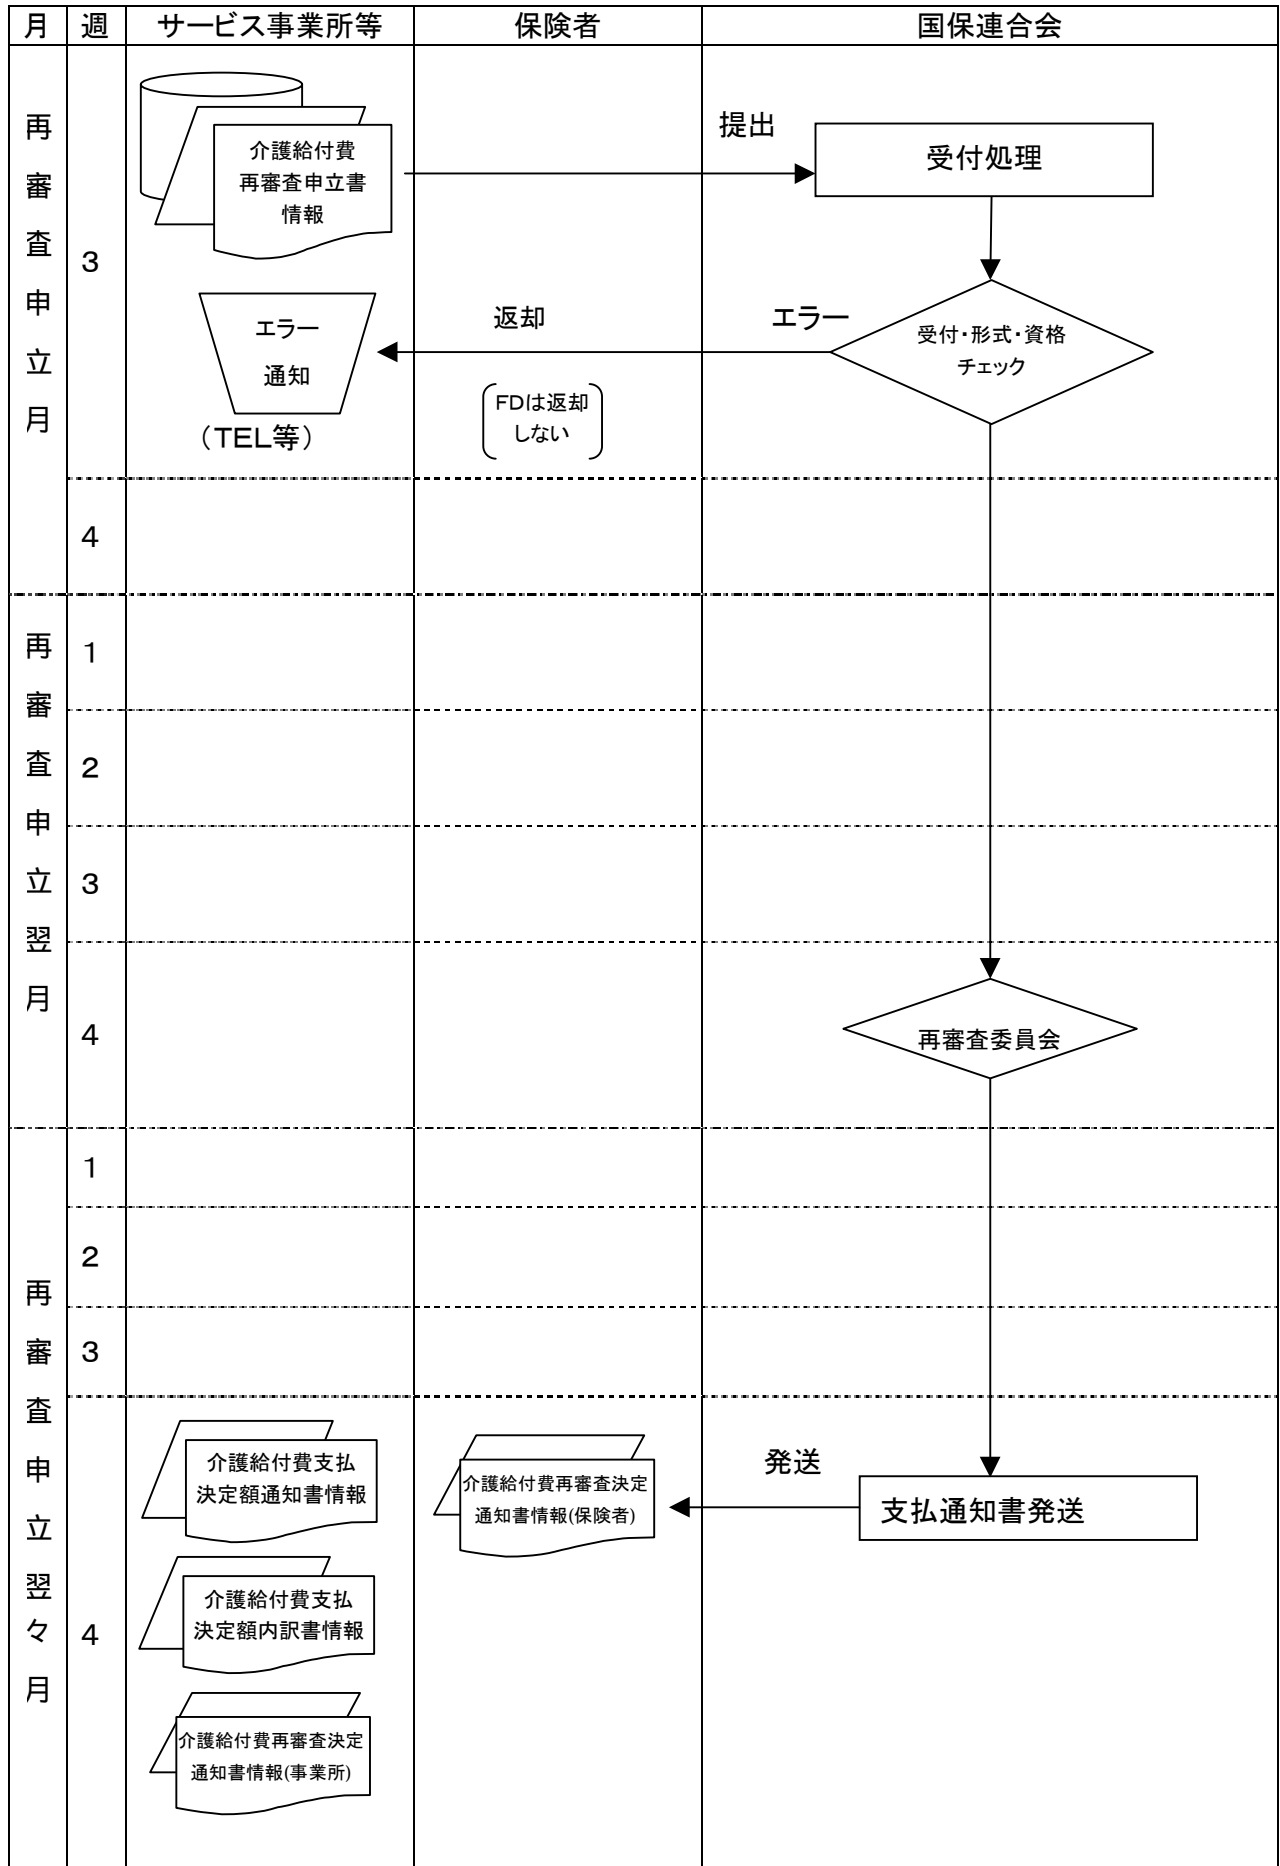 月 週 サービス事業所等 保険者 国保連合会
再審査申立月
3
介護給付費
再審査申立書
情報
提出
受付処理
エラー
通知
(TEL等)
返却
FDは返却
しない
エラー
受付・形式・資格
チェック
4
再審査申立翌月
1
2
3
4
再審査委員会
再審査申立翌々月
1
2
3
4
介護給付費支払
決定額通知書情報
介護給付費再審査決定
通知書情報(保険者)
発送
支払通知書発送
介護給付費支払
決定額内訳書情報
介護給付費再審査決定
通知書情報(事業所)